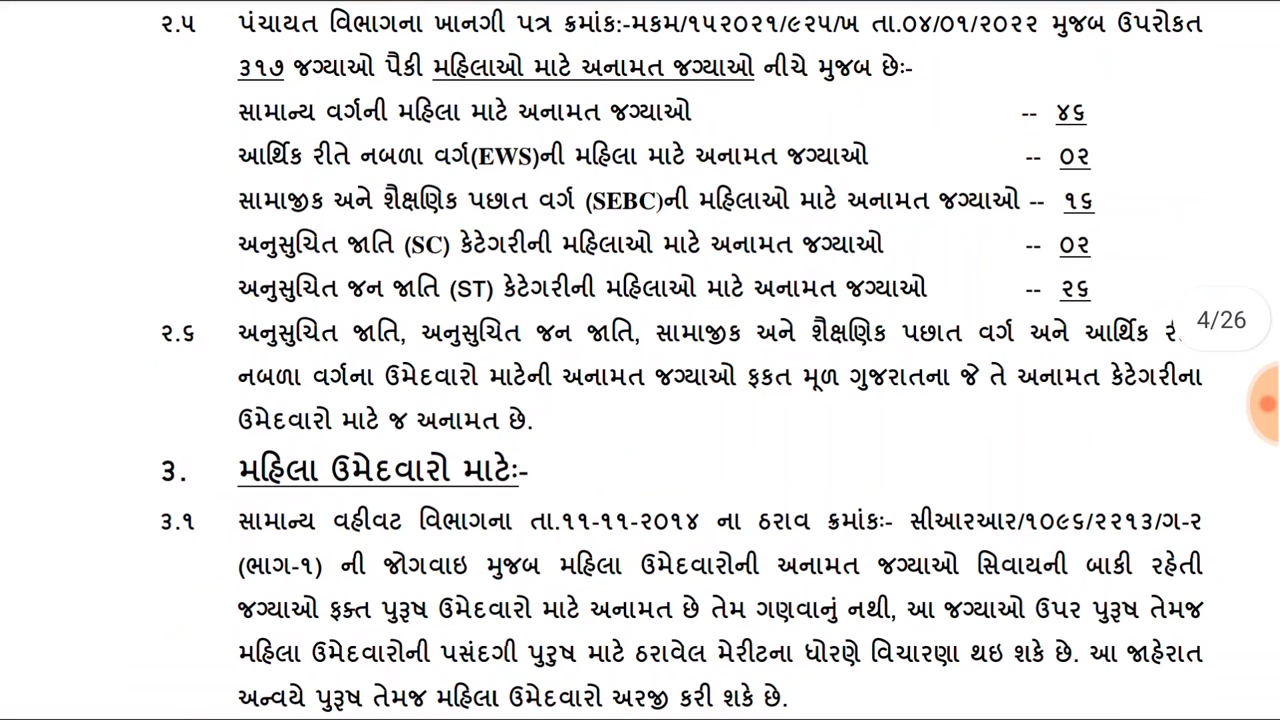 ૨.૫ પંચાયત વિભાગના ખાનગી પત્ર ક્રમાંક:-મકમ/૧૫૨૦૨૧/૯૨૫/ખ તા.૦૪/૦૧/૨૦૨૨ મુજબ ઉપરોકત
૩૧૭ જગ્યાઓ પૈકી મહિલાઓ માટે અનામત જગ્યાઓ નીચે મુજબ છેઃ-
સામાન્ય વર્ગની મહિલા માટે અનામત જગ્યાઓ -- ૪૬
આર્થિક રીતે નબળા વર્ગ(EWS)ની મહિલા માટે અનામત જગ્યાઓ -- ૦૨
સામાજીક અને શૈક્ષણિક પછાત વર્ગ (SEBC)ની મહિલાઓ માટે અનામત જગ્યાઓ -- ૧૬
અનુસુચિત જાતિ (SC) કેટેગરીની મહિલાઓ માટે અનામત જગ્યાઓ -- ૦૨
અનુસુચિત જન જાતિ (ST) કેટેગરીની મહિલાઓ માટે અનામત જગ્યાઓ -- ૨૬
૨.૬ અનુસુચિત જાતિ, અનુસુચિત જન જાતિ, સામાજીક અને શૈક્ષણિક પછાત વર્ગ અને આર્થિક
4/26
નબળા વર્ગના ઉમેદવારો માટેની અનામત જગ્યાઓ ફકત મૂળ ગુજરાતના જે તે અનામત કેટેગરીના
ઉમેદવારો માટે જ અનામત છે.
૩. મહિલા ઉમેદવારો માટેઃ-
૩.૧ સામાન્ય વહીવટ વિભાગના તા.૧૧-૧૧-૨૦૧૪ ના ઠરાવ ક્રમાંકઃ- સીઆરઆર/૧૦૯૬/૨૨૧૩/ગ-૨
(ભાગ-૧) ની જોગવાઇ મુજબ મહિલા ઉમેદવારોની અનામત જગ્યાઓ સિવાયની બાકી રહેતી
જગ્યાઓ ફક્ત પુરૂષ ઉમેદવારો માટે અનામત છે તેમ ગણવાનું નથી, આ જગ્યાઓ ઉપર પુરૂષ તેમજ
મહિલા ઉમેદવારોની પસંદગી પુરુષ માટે ઠરાવેલ મેરીટના ધોરણે વિચારણા થઇ શકે છે. આ જાહેરાત
અન્વયે પુરૂષ તેમજ મહિલા ઉમેદવારો અરજી કરી શકે છે.